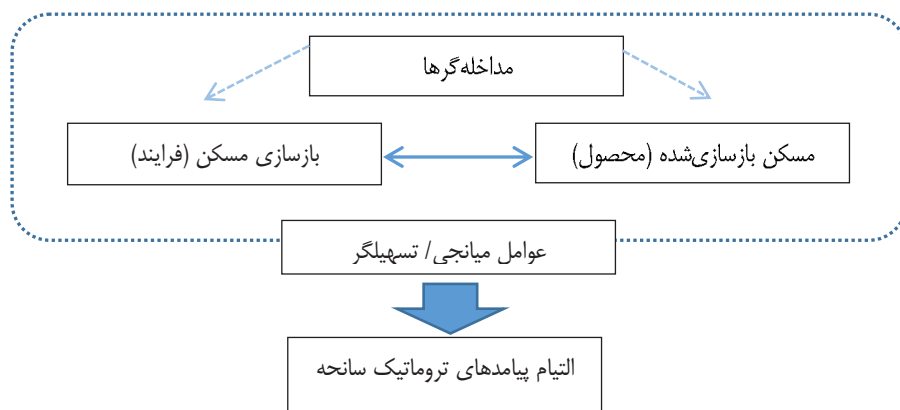 مداخله‌گرها
مسکن بازسازی‌شده (محصول)
بازسازی مسکن (فرایند)
عوامل میانجی/ تسهیلگر
التیام پیامدهای تروماتیک سانحه